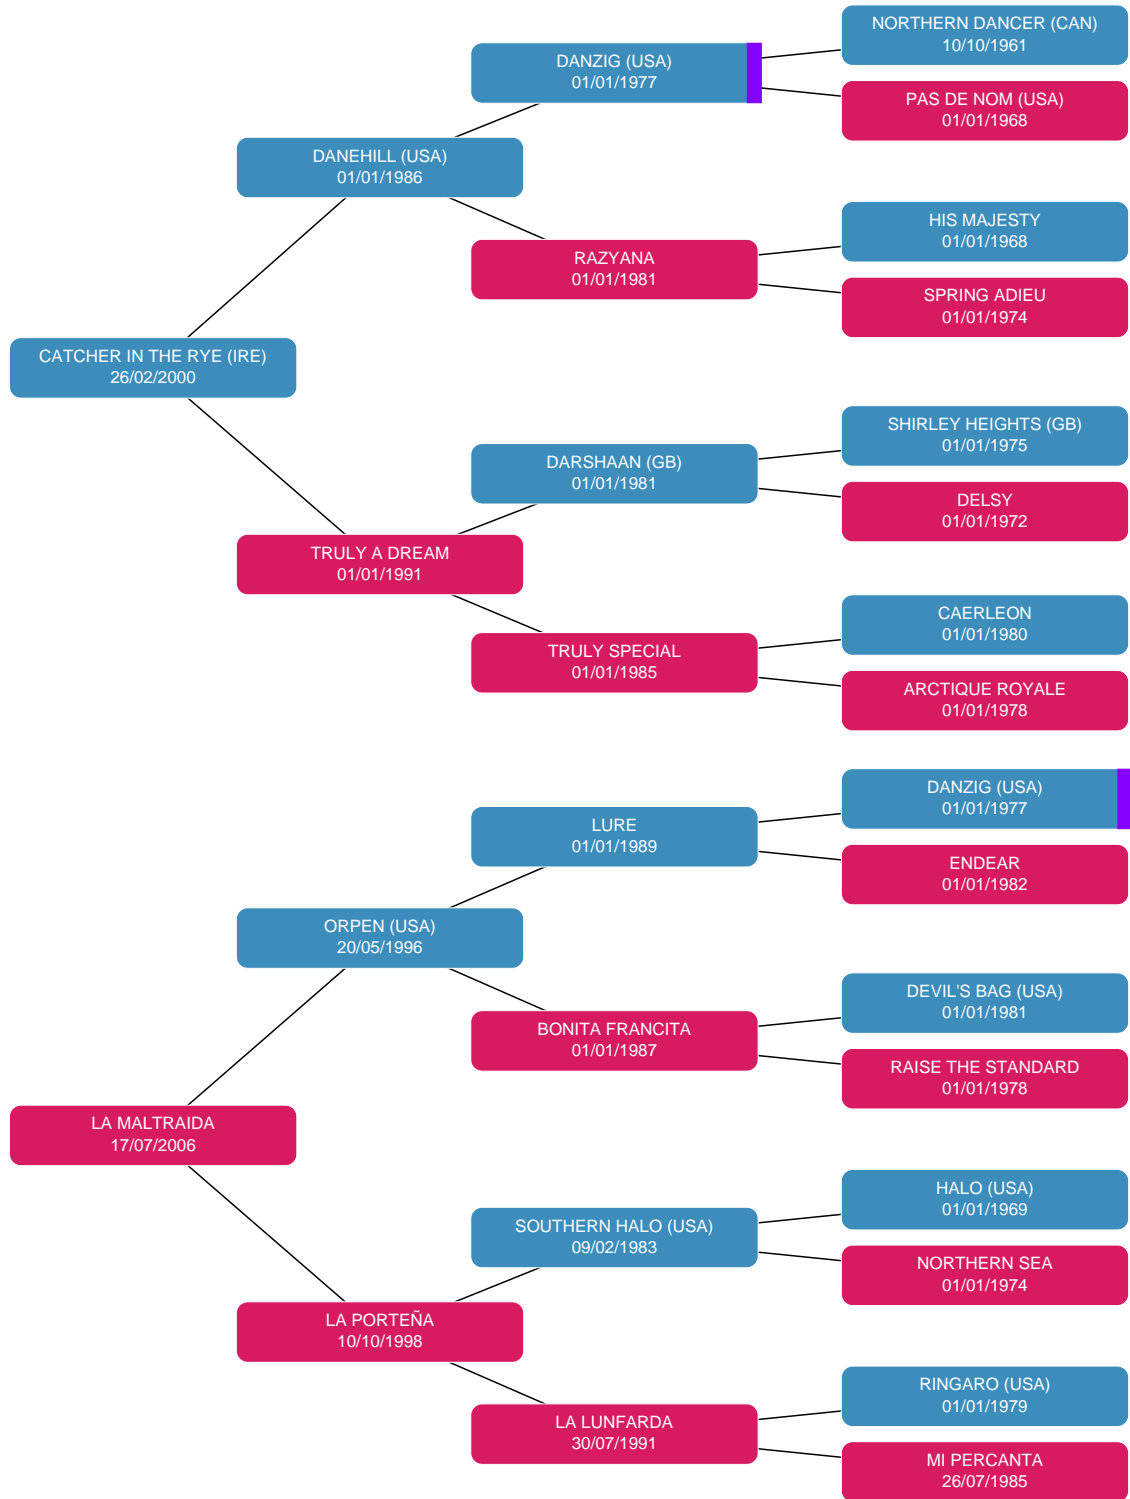 NORTHERN DANCER (CAN)
10/10/1961
DANZIG (USA)
01/01/1977
PAS DE NOM (USA)
01/01/1968
DANEHILL (USA)
01/01/1986
HIS MAJESTY
01/01/1968
RAZYANA
01/01/1981
SPRING ADIEU
01/01/1974
CATCHER IN THE RYE (IRE)
26/02/2000
SHIRLEY HEIGHTS (GB)
01/01/1975
DARSHAAN (GB)
01/01/1981
DELSY
01/01/1972
TRULY A DREAM
01/01/1991
CAERLEON
01/01/1980
TRULY SPECIAL
01/01/1985
ARCTIQUE ROYALE
01/01/1978
DANZIG (USA)
01/01/1977
LURE
01/01/1989
ENDEAR
01/01/1982
ORPEN (USA)
20/05/1996
DEVIL'S BAG (USA)
01/01/1981
BONITA FRANCITA
01/01/1987
RAISE THE STANDARD
01/01/1978
LA MALTRAIDA
17/07/2006
HALO (USA)
01/01/1969
SOUTHERN HALO (USA)
09/02/1983
NORTHERN SEA
01/01/1974
LA PORTEÑA
10/10/1998
RINGARO (USA)
01/01/1979
LA LUNFARDA
30/07/1991
MI PERCANTA
26/07/1985